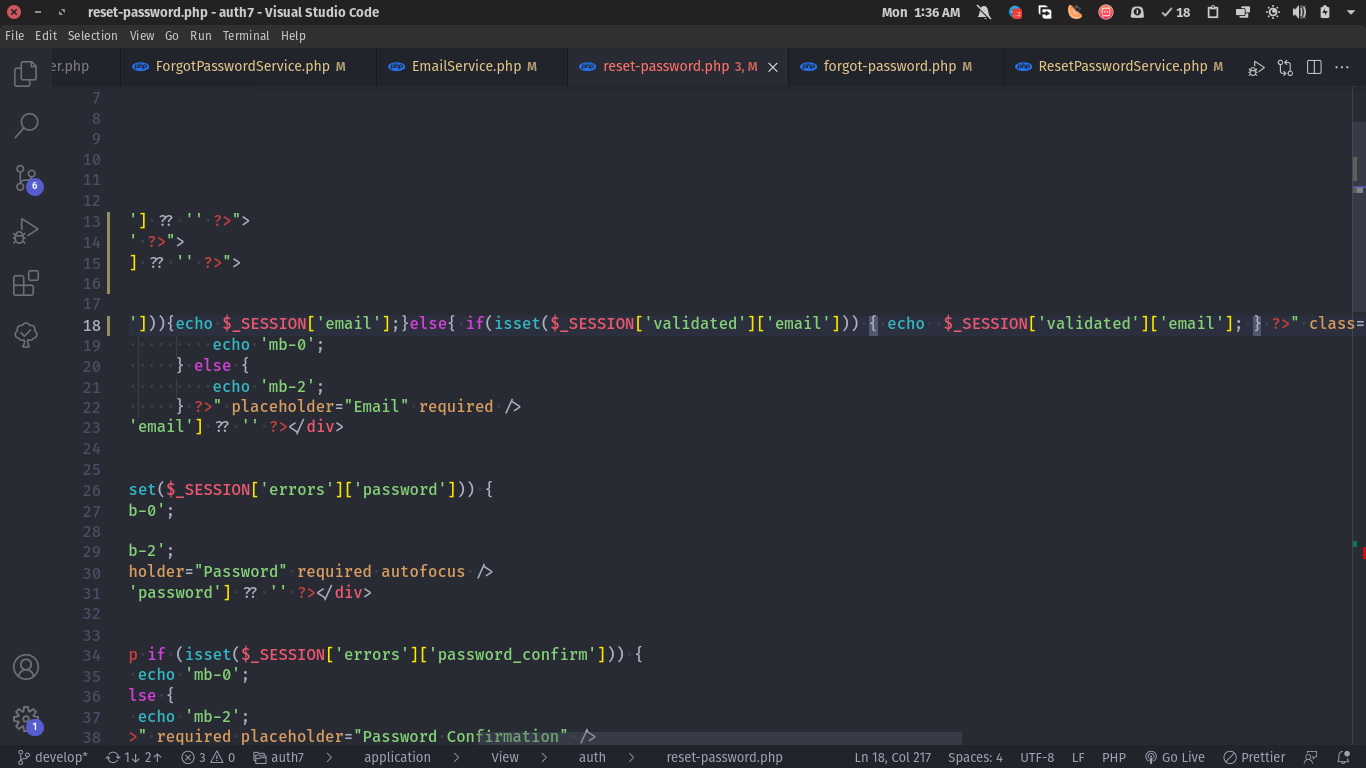 reset-password.php - auth7 - Visual Studio Code
Mon 1:36 AM
18
File Edit Selection View Go Run Terminal Help
er.php
php ForgotPasswordService.php M
php EmailService.php M
php reset-password.php 3, M
php forgot-password.php M
php ResetPasswordService.php M
7
8
9
10
11
12
13 '] ?? '' ?>">
14 ' ?>">
15 ] ?? '' ?>">
16
17
18 '])){echo $_SESSION['email'];}else{ if(isset($_SESSION['validated']['email'])) { echo  $_SESSION['validated']['email']; } ?>" class=
19 echo 'mb-0';
20 } else {
21 echo 'mb-2';
22 } ?>" placeholder="Email" required />
23 'email'] ?? '' ?></div>
24
25
26 set($_SESSION['errors']['password'])) {
27 b-0';
28
29 b-2';
30 holder="Password" required autofocus />
31 'password'] ?? '' ?></div>
32
33
34 p if (isset($_SESSION['errors']['password_confirm'])) {
35 echo 'mb-0';
36 lse {
37 echo 'mb-2';
38 >" required placeholder="Password Confirmation" />
6
1
develop* 1↓ 2↑ 3 0 auth7 > application > View > auth > reset-password.php Ln 18, Col 217 Spaces: 4 UTF-8 LF PHP Go Live Prettier